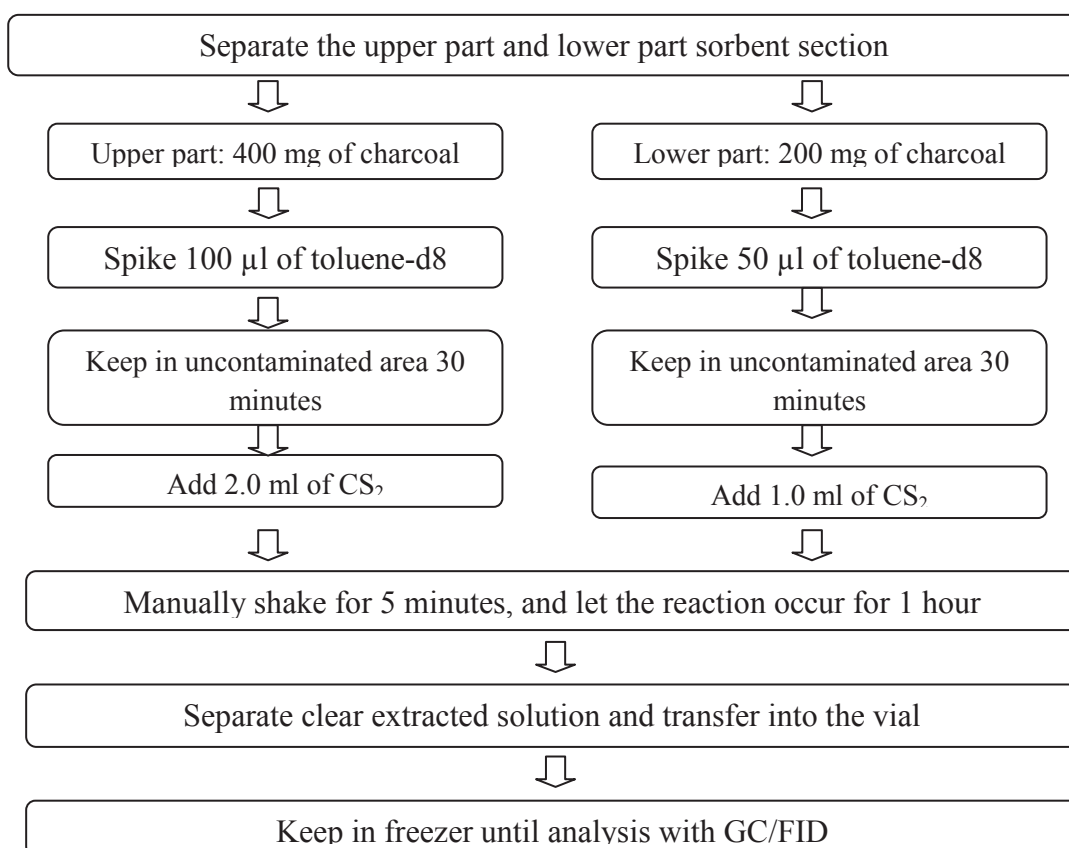 Separate the upper part and lower part sorbent section
Upper part: 400 mg of charcoal
Lower part: 200 mg of charcoal
Spike 100 µl of toluene-d8
Spike 50 µl of toluene-d8
Keep in uncontaminated area 30
minutes
Keep in uncontaminated area 30
minutes
Add 2.0 ml of CS₂
Add 1.0 ml of CS₂
Manually shake for 5 minutes, and let the reaction occur for 1 hour
Separate clear extracted solution and transfer into the vial
Keep in freezer until analysis with GC/FID